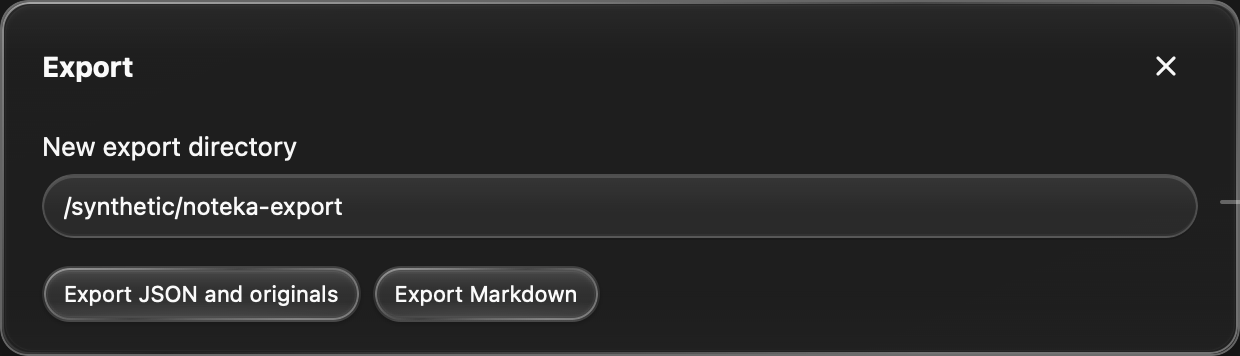 Export
New export directory
/synthetic/noteka-export
Export JSON and originals
Export Markdown